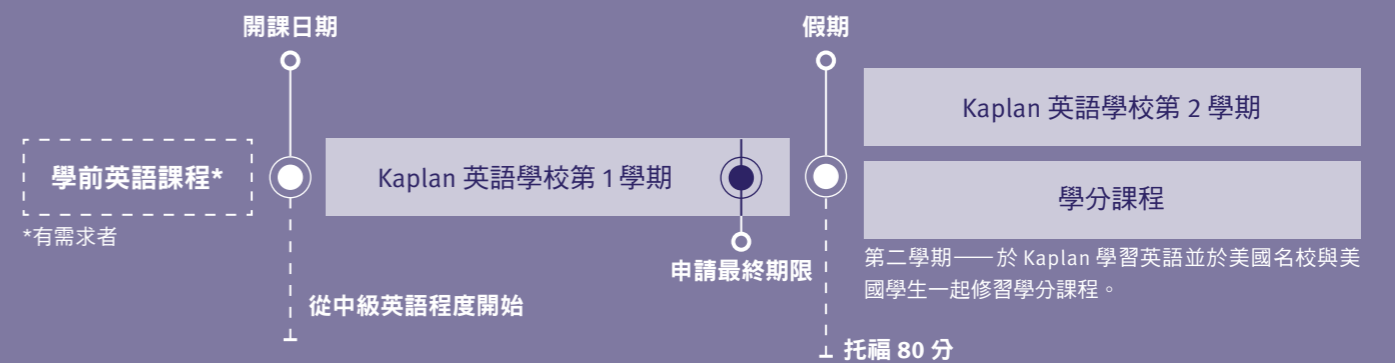 開課日期
假期
Kaplan 英語學校第 2 學期
學前英語課程*
Kaplan 英語學校第 1 學期
學分課程
*有需求者
申請最終期限
第二學期——於 Kaplan 學習英語並於美國名校與美
國學生一起修習學分課程。
從中級英語程度開始
托福 80 分